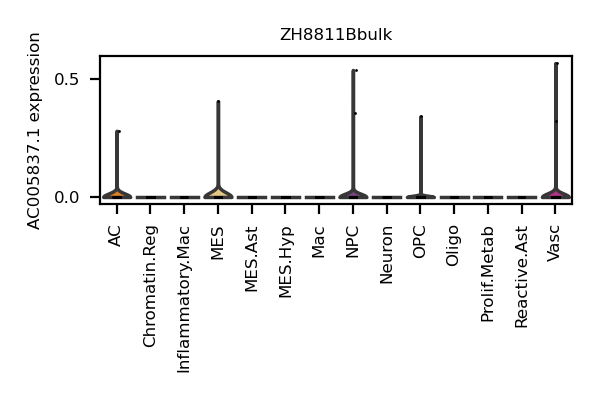 ZH8811Bbulk
AC005837.1 expression
0.5
0.0
AC
Chromatin.Reg
Inflammatory.Mac
MES
MES.Ast
MES.Hyp
Mac
NPC
Neuron
OPC
Oligo
Prolif.Metab
Reactive.Ast
Vasc